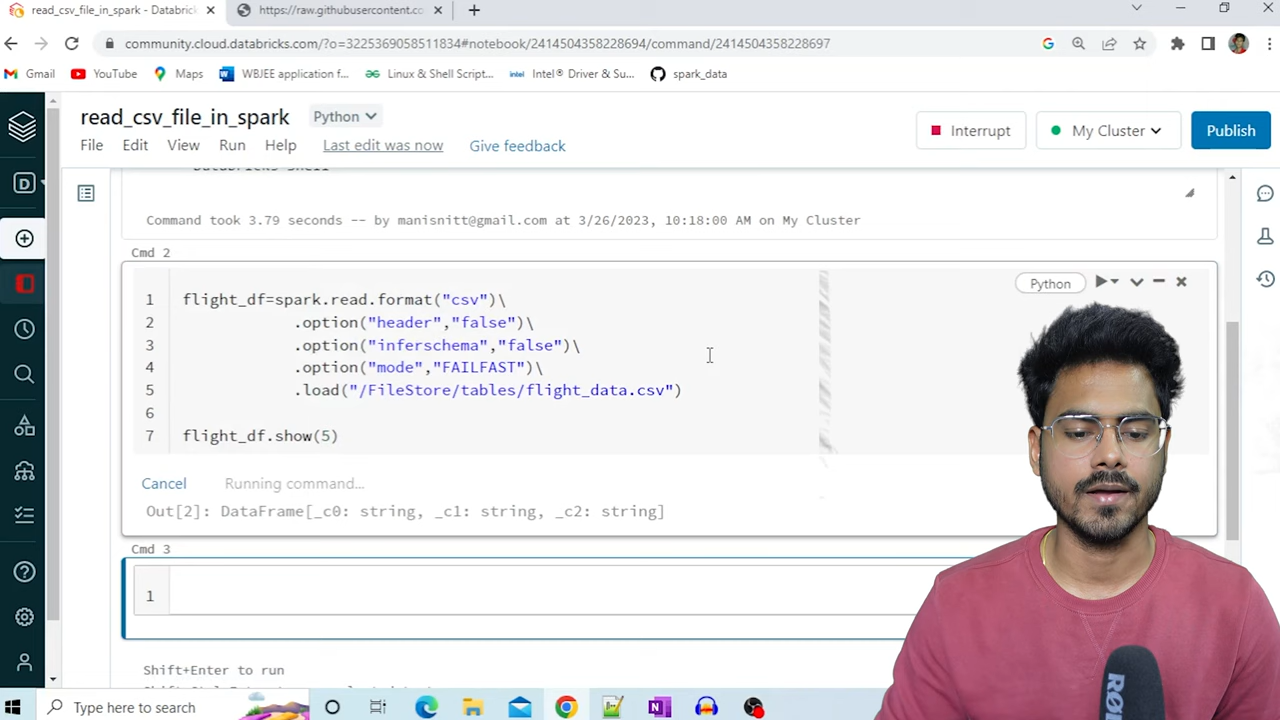 read_csv_file_in_spark - Databrick
https://raw.githubusercontent.co
community.cloud.databricks.com/?o=3225369058511834#notebook/2414504358228694/command/2414504358228697
Gmail
YouTube
Maps
WBJEE application f...
Linux & Shell Script...
Intel® Driver & Su...
spark_data
read_csv_file_in_spark
Python
Interrupt
My Cluster
Publish
File
Edit
View
Run
Help
Last edit was now
Give feedback
Command took 3.79 seconds -- by manisnitt@gmail.com at 3/26/2023, 10:18:00 AM on My Cluster
Cmd 2
Python
1 flight_df=spark.read.format("csv")\
2 .option("header","false")\
3 .option("inferschema","false")\
4 .option("mode","FAILFAST")\
5 .load("/FileStore/tables/flight_data.csv")
6
7 flight_df.show(5)
Cancel
Running command...
Out[2]: DataFrame[_c0: string, _c1: string, _c2: string]
Cmd 3
1
Shift+Enter to run
Type here to search